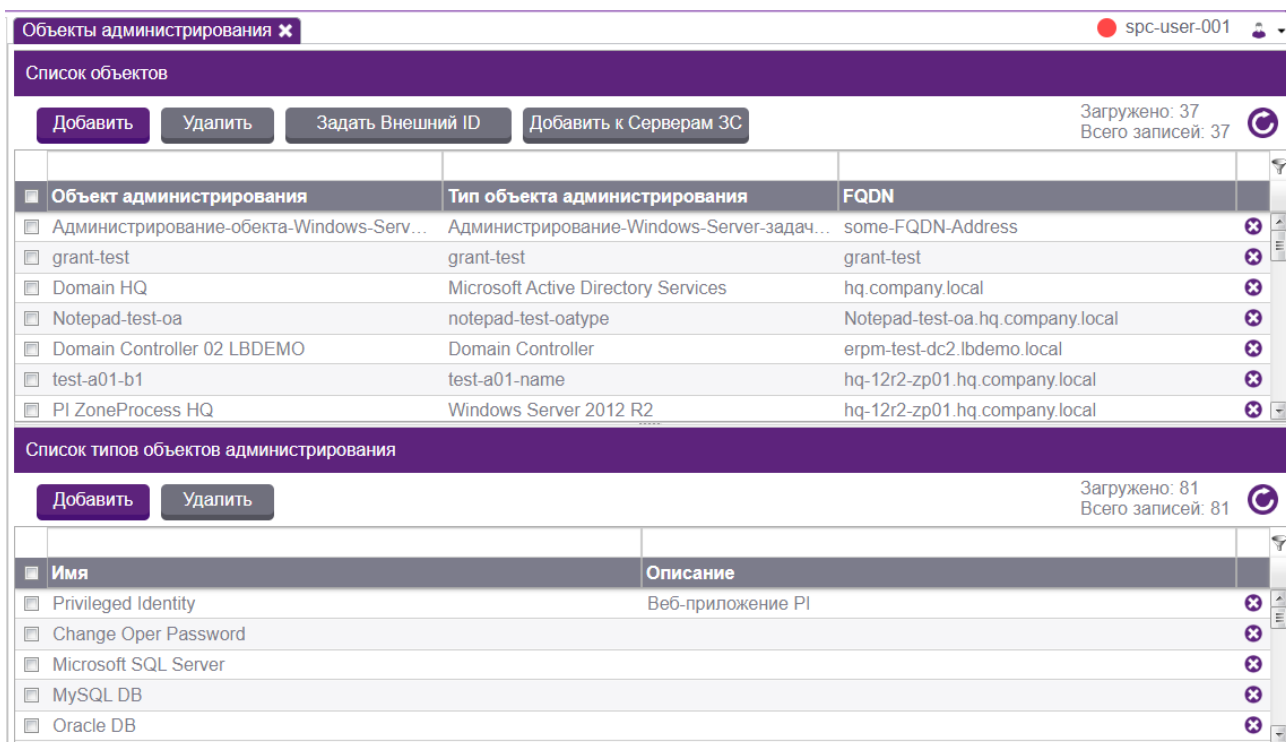 Объекты администрирования spc-user-001
Список объектов
Добавить Удалить Задать Внешний ID Добавить к Серверам ЗС Загружено: 37
Всего записей: 37
Объект администрирования Тип объекта администрирования FQDN
Администрирование-обекта-Windows-Serv... Администрирование-Windows-Server-задач... some-FQDN-Address
grant-test grant-test grant-test
Domain HQ Microsoft Active Directory Services hq.company.local
Notepad-test-oa notepad-test-oatype Notepad-test-oa.hq.company.local
Domain Controller 02 LBDEMO Domain Controller erpm-test-dc2.lbdemo.local
test-a01-b1 test-a01-name hq-12r2-zp01.hq.company.local
PI ZoneProcess HQ Windows Server 2012 R2 hq-12r2-zp01.hq.company.local
Список типов объектов администрирования
Добавить Удалить Загружено: 81
Всего записей: 81
Имя Описание
Privileged Identity Веб-приложение PI
Change Oper Password
Microsoft SQL Server
MySQL DB
Oracle DB